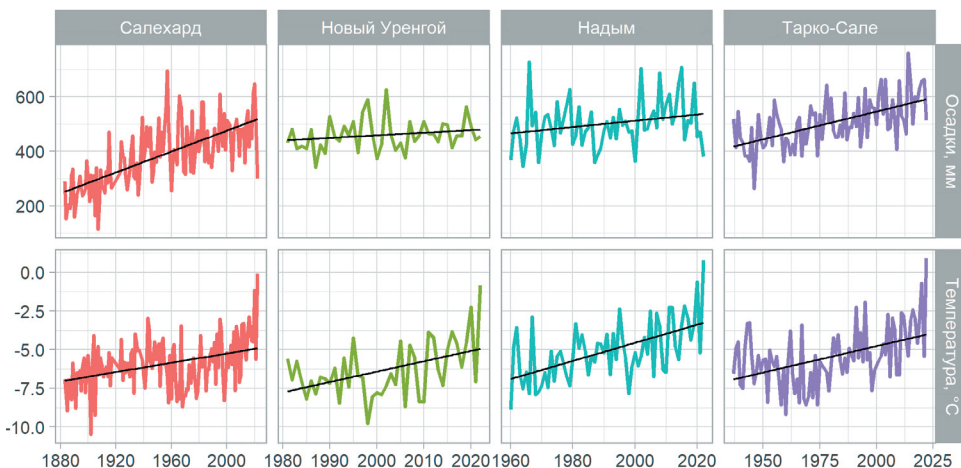 Салехард
Новый Уренгой
Надым
Тарко-Сале
600
400
200
Осадки, мм
0.0
-2.5
-5.0
-7.5
-10.0
Температура, °C
1880 1920 1960 2000
1980 1990 2000 2010 2020
1960 1980 2000 2020
1950 1975 2000 2025